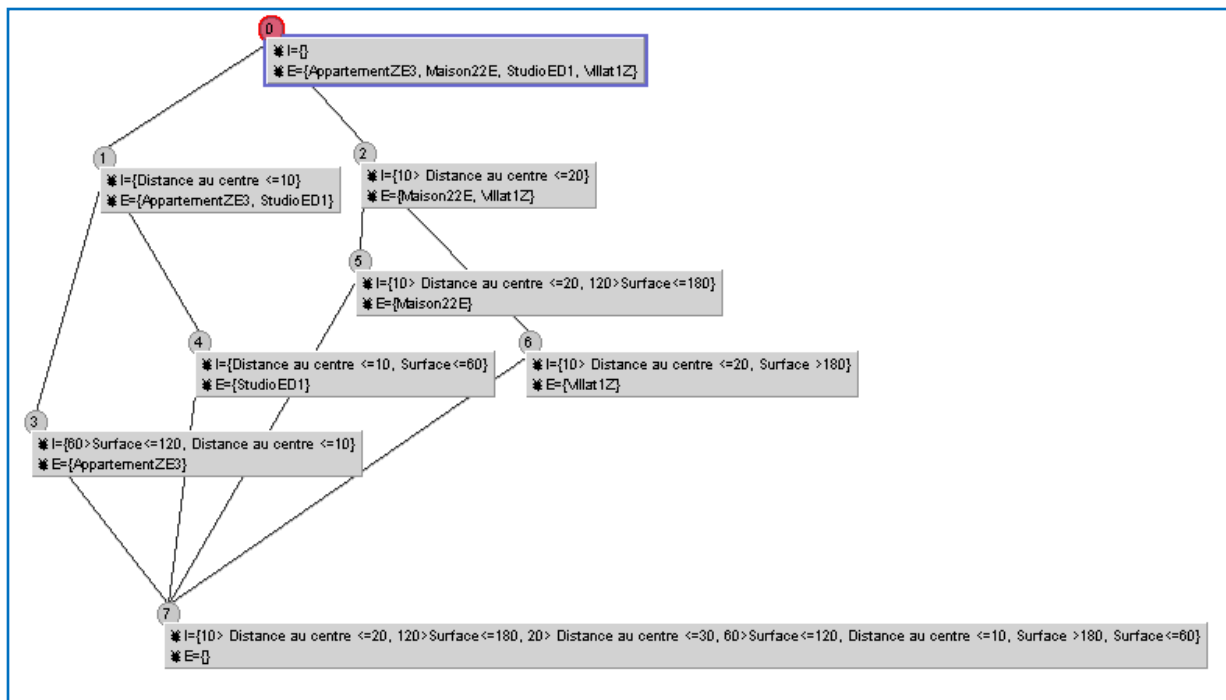 0
I={}
E={AppartementZE3, Maison22E, StudioED1, Villat1Z}
1
I={Distance au centre <=10}
E={AppartementZE3, StudioED1}
2
I={10> Distance au centre <=20}
E={Maison22E, Villat1Z}
5
I={10> Distance au centre <=20, 120>Surface<=180}
E={Maison22E}
4
I={Distance au centre <=10, Surface<=60}
E={StudioED1}
6
I={10> Distance au centre <=20, Surface >180}
E={Villat1Z}
3
I={60>Surface<=120, Distance au centre <=10}
E={AppartementZE3}
7
I={10> Distance au centre <=20, 120>Surface<=180, 20> Distance au centre <=30, 60>Surface<=120, Distance au centre <=10, Surface >180, Surface<=60}
E={}